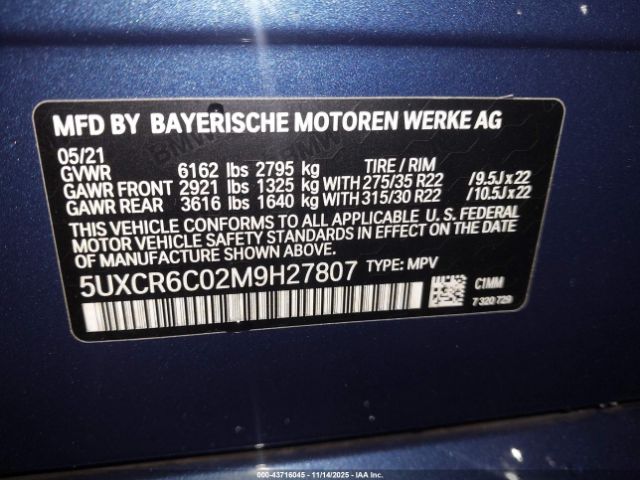 MFD BY BAYERISCHE MOTOREN WERKE AG
05/21
GVWR 6162 lbs 2795 kg TIRE / RIM
GAWR FRONT 2921 lbs 1325 kg WITH 275/35 R22 /9.5J x 22
GAWR REAR 3616 lbs 1640 kg WITH 315/30 R22 /10.5J x 22
THIS VEHICLE CONFORMS TO ALL APPLICABLE U. S. FEDERAL
MOTOR VEHICLE SAFETY STANDARDS IN EFFECT ON THE DATE
OF MANUFACTURE SHOWN ABOVE.
5UXCR6C02M9H27807 TYPE: MPV
C1MM
7 320 729
000-43716045 - 11/14/2025 - IAA Inc.